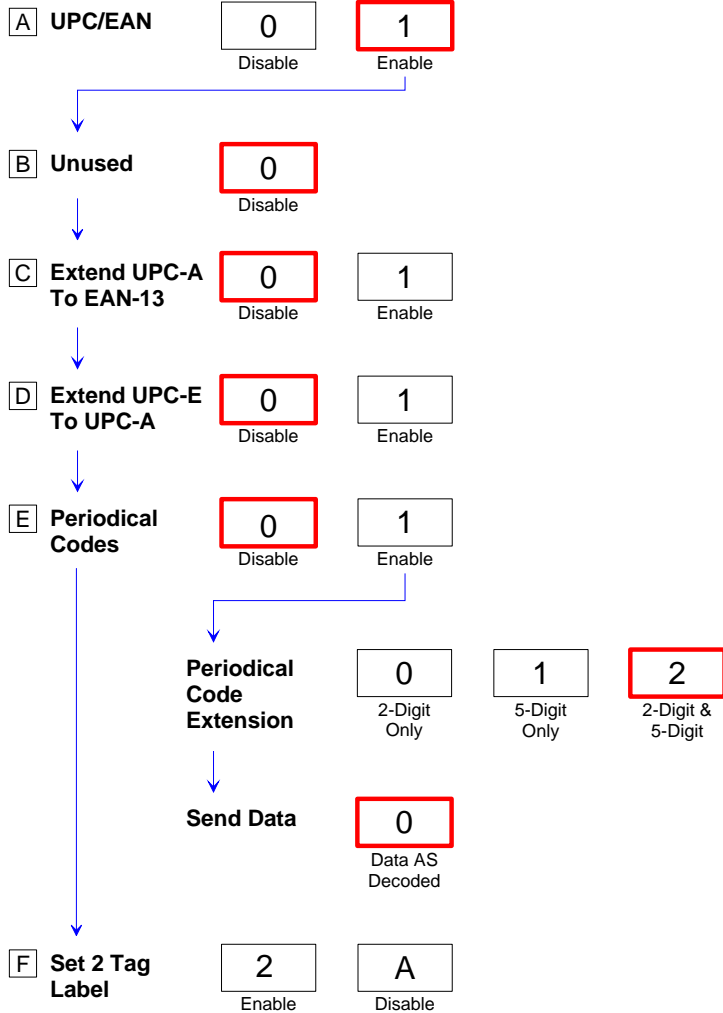 A UPC/EAN 0 1
Disable Enable
B Unused 0
Disable
C Extend UPC-A 0 1
To EAN-13
Disable Enable
D Extend UPC-E 0 1
To UPC-A
Disable Enable
E Periodical 0 1
Codes
Disable Enable
Periodical 0 1 2
Code
Extension
2-Digit 5-Digit 2-Digit &
Only Only 5-Digit
Send Data 0
Data AS
Decoded
F Set 2 Tag 2 A
Label
Enable Disable